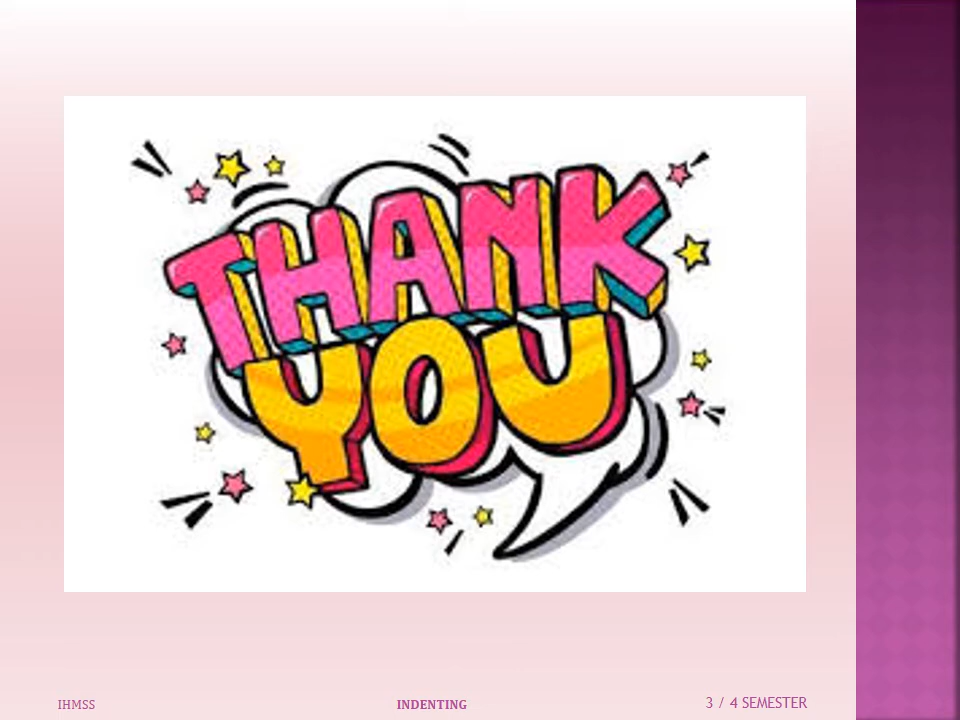 THANK
YOU
IHMSS
INDENTING
3 / 4 SEMESTER